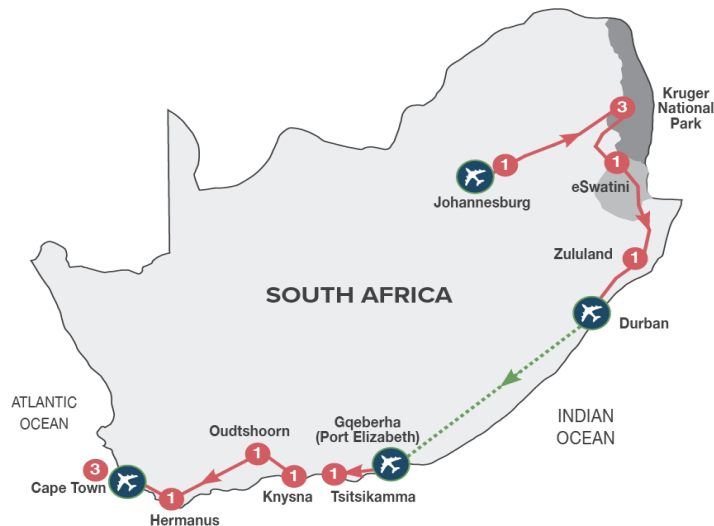 Kruger
National
Park
3
1
Johannesburg
1
eSwatini
Zululand
1
SOUTH AFRICA
Durban
ATLANTIC
OCEAN
INDIAN
OCEAN
Gqeberha
(Port Elizabeth)
Oudtshoorn
1
3
Cape Town
1
Hermanus
1
Knysna
1
Tsitsikamma